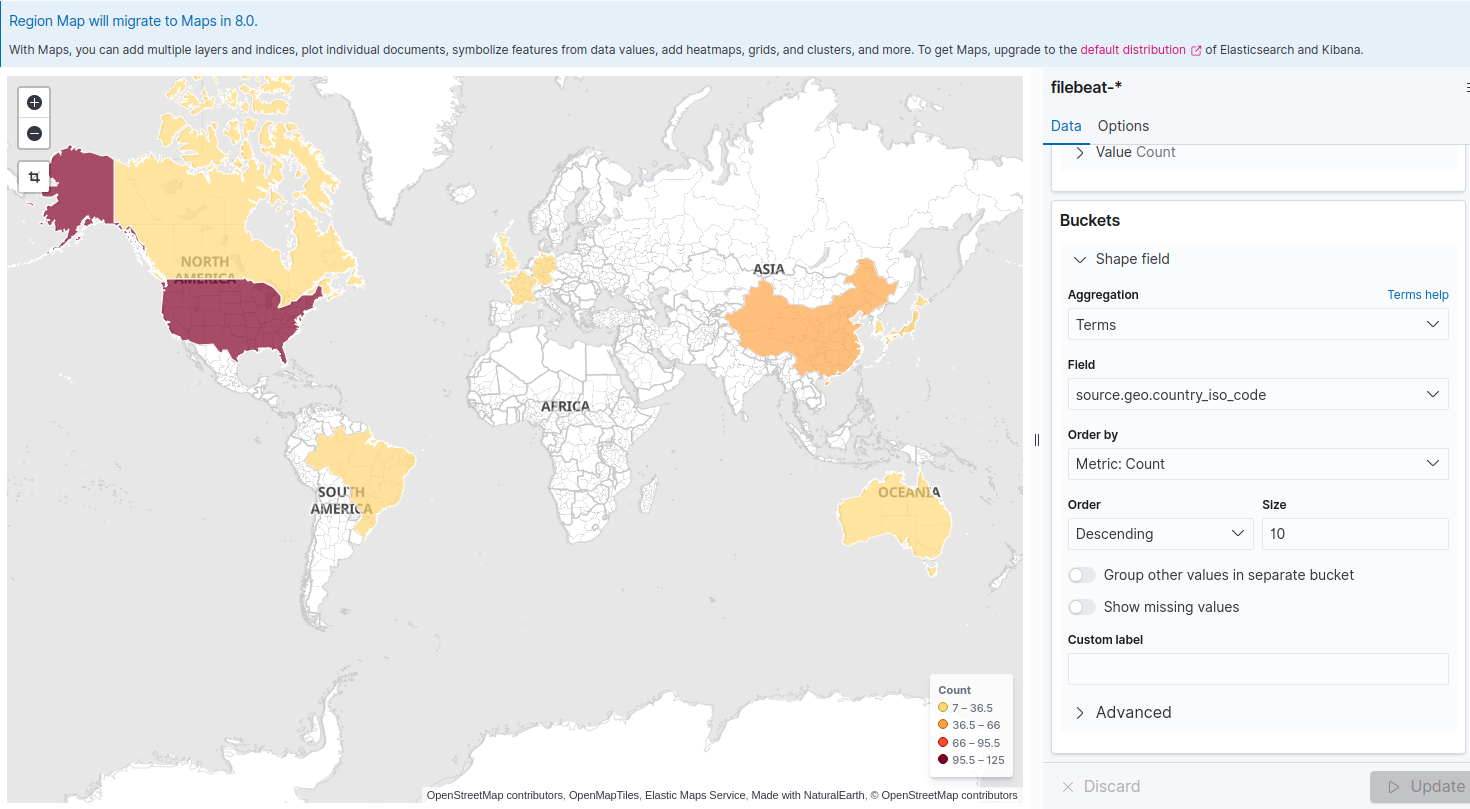 Region Map will migrate to Maps in 8.0.
With Maps, you can add multiple layers and indices, plot individual documents, symbolize features from data values, add heatmaps, grids, and clusters, and more. To get Maps, upgrade to the default distribution of Elasticsearch and Kibana.
NORTH
AMERICA
ASIA
AFRICA
SOUTH
AMERICA
OCEANIA
Count
7 – 36.5
36.5 – 66
66 – 95.5
95.5 – 125
OpenStreetMap contributors, OpenMapTiles, Elastic Maps Service, Made with NaturalEarth, © OpenStreetMap contributors
filebeat-*
Data Options
Value Count
Buckets
Shape field
Aggregation Terms help
Terms
Field
source.geo.country_iso_code
Order by
Metric: Count
Order Size
Descending 10
Group other values in separate bucket
Show missing values
Custom label
Advanced
Discard Update